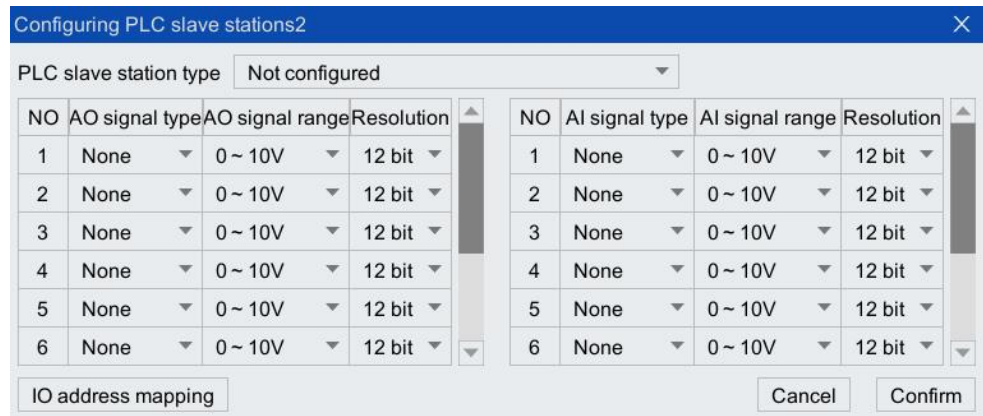 Configuring PLC slave stations2
PLC slave station type Not configured
NO AO signal type AO signal range Resolution NO AI signal type AI signal range Resolution
1 None 0 ~ 10V 12 bit 1 None 0 ~ 10V 12 bit
2 None 0 ~ 10V 12 bit 2 None 0 ~ 10V 12 bit
3 None 0 ~ 10V 12 bit 3 None 0 ~ 10V 12 bit
4 None 0 ~ 10V 12 bit 4 None 0 ~ 10V 12 bit
5 None 0 ~ 10V 12 bit 5 None 0 ~ 10V 12 bit
6 None 0 ~ 10V 12 bit 6 None 0 ~ 10V 12 bit
IO address mapping Cancel Confirm